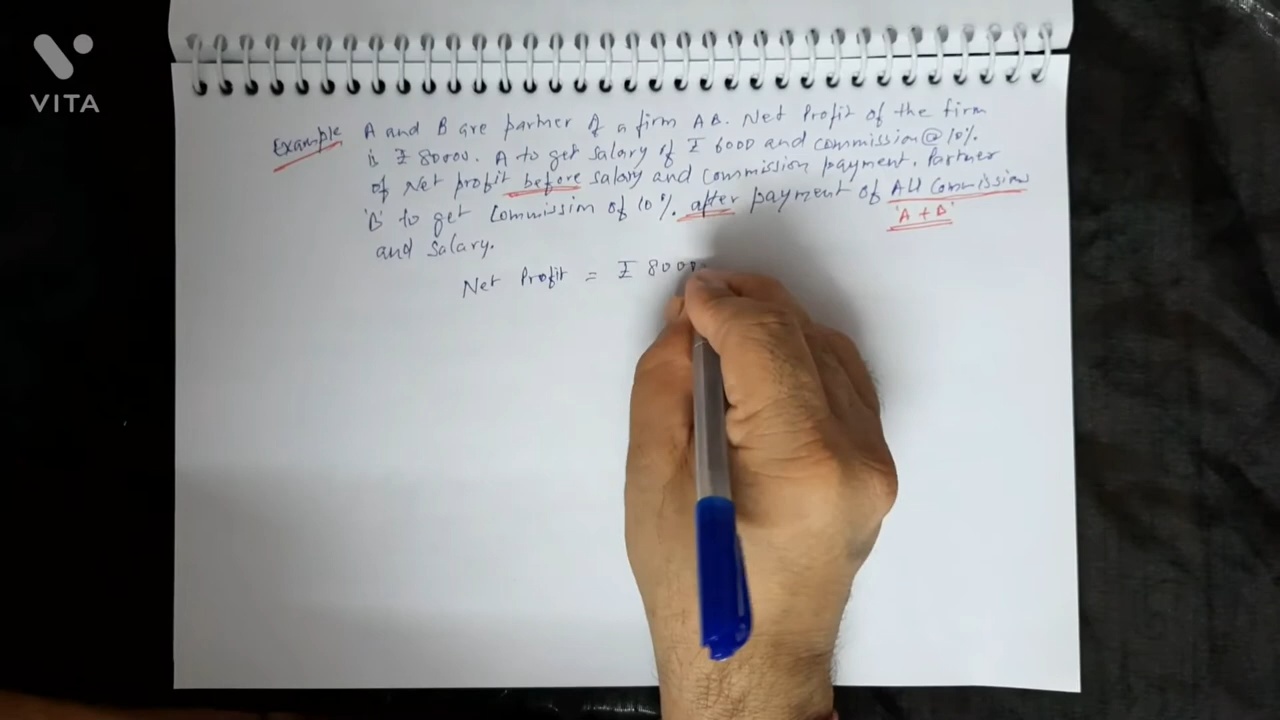 VITA
Example A and B are partner of a firm AB. Net Profit of the firm
is ₹ 80000. A to get salary of ₹ 6000 and commission @ 10%.
of Net profit before salary and commission payment. Partner
'B' to get commission of 10% after payment of All Commission
'A + B'
and salary.
Net Profit = ₹ 8000